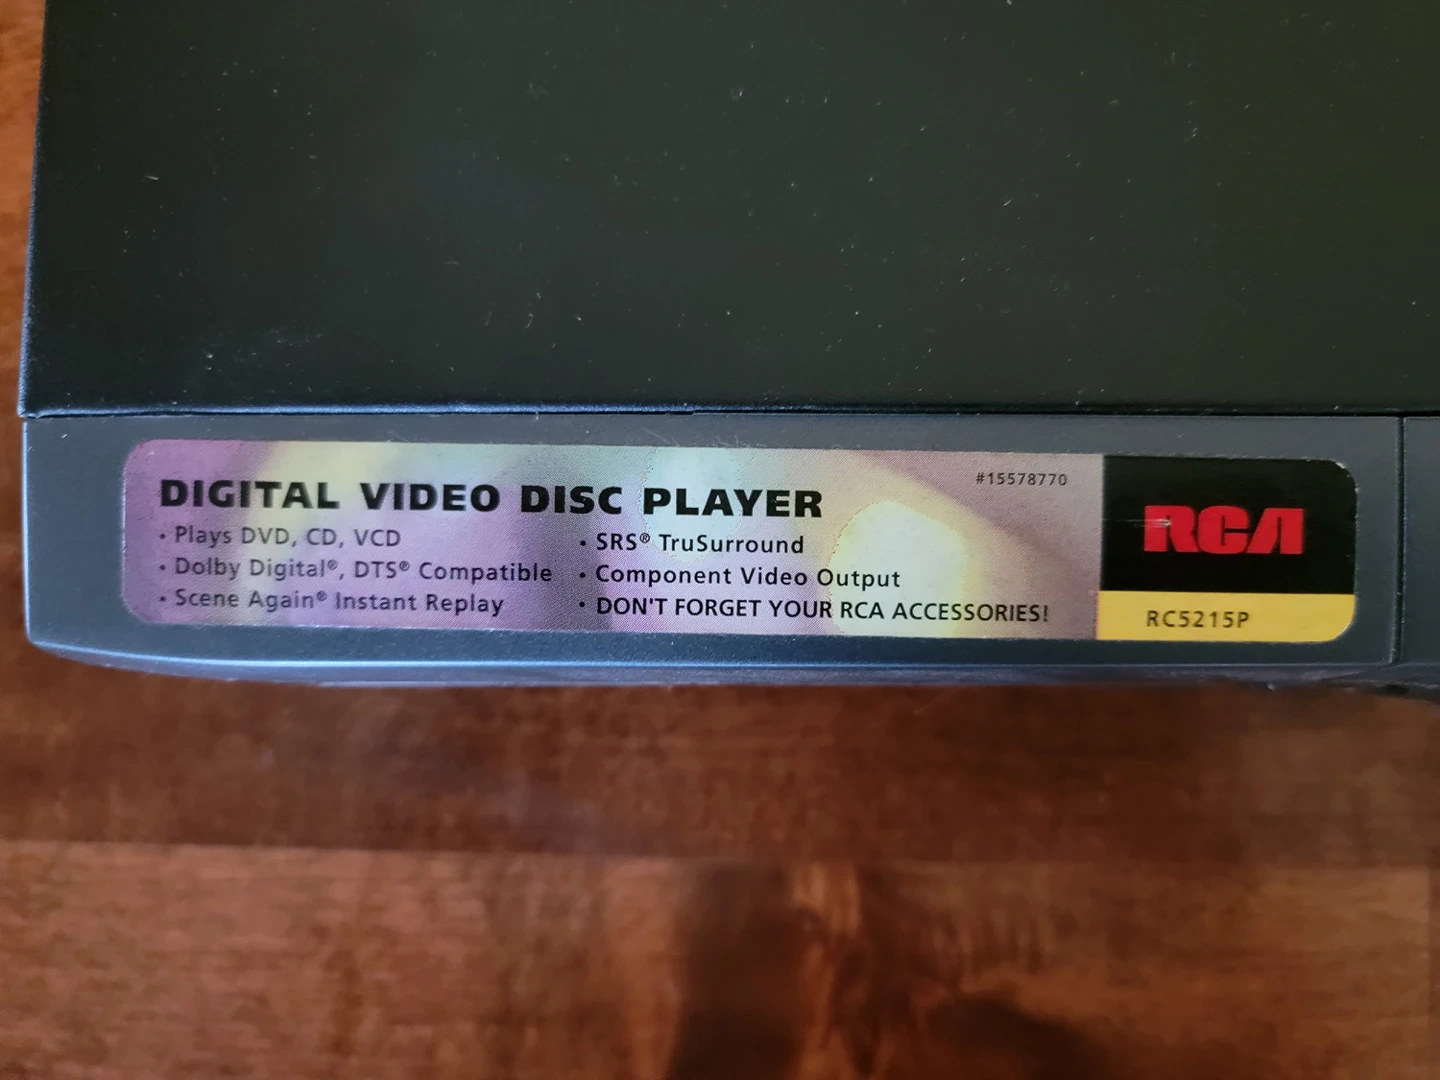 DIGITAL VIDEO DISC PLAYER
#15578770
• Plays DVD, CD, VCD
• Dolby Digital®, DTS® Compatible
• Scene Again® Instant Replay
• SRS® TruSurround
• Component Video Output
• DON'T FORGET YOUR RCA ACCESSORIES!
RCA
RC5215P